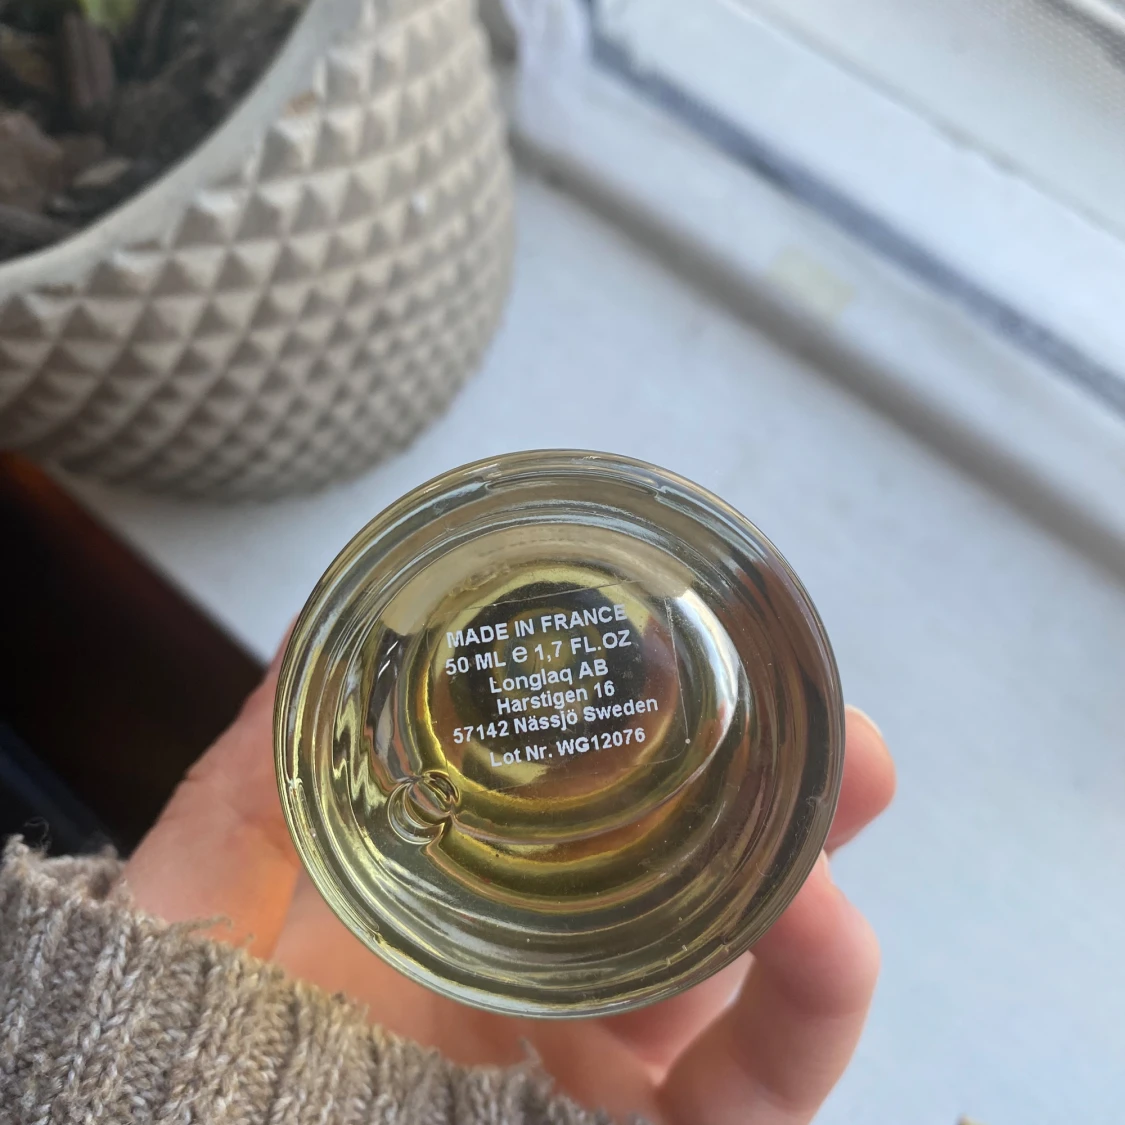 MADE IN FRANCE
50 ML e 1,7 FL.OZ
Longlaq AB
Harstigen 16
57142 Nässjö Sweden
Lot Nr. WG12076